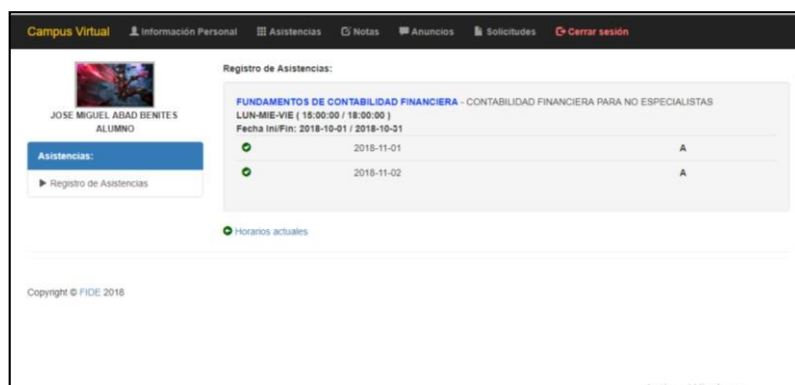 Campus Virtual Información Personal Asistencias Notas Anuncios Solicitudes Cerrar sesión
Registro de Asistencias:
JOSE MIGUEL ABAD BENITES
ALUMNO
Asistencias:
Registro de Asistencias
FUNDAMENTOS DE CONTABILIDAD FINANCIERA - CONTABILIDAD FINANCIERA PARA NO ESPECIALISTAS
LUN-MIE-VIE ( 15:00:00 / 18:00:00 )
Fecha Ini/Fin: 2018-10-01 / 2018-10-31
2018-11-01 A
2018-11-02 A
Horarios actuales
Copyright © FIDE 2018